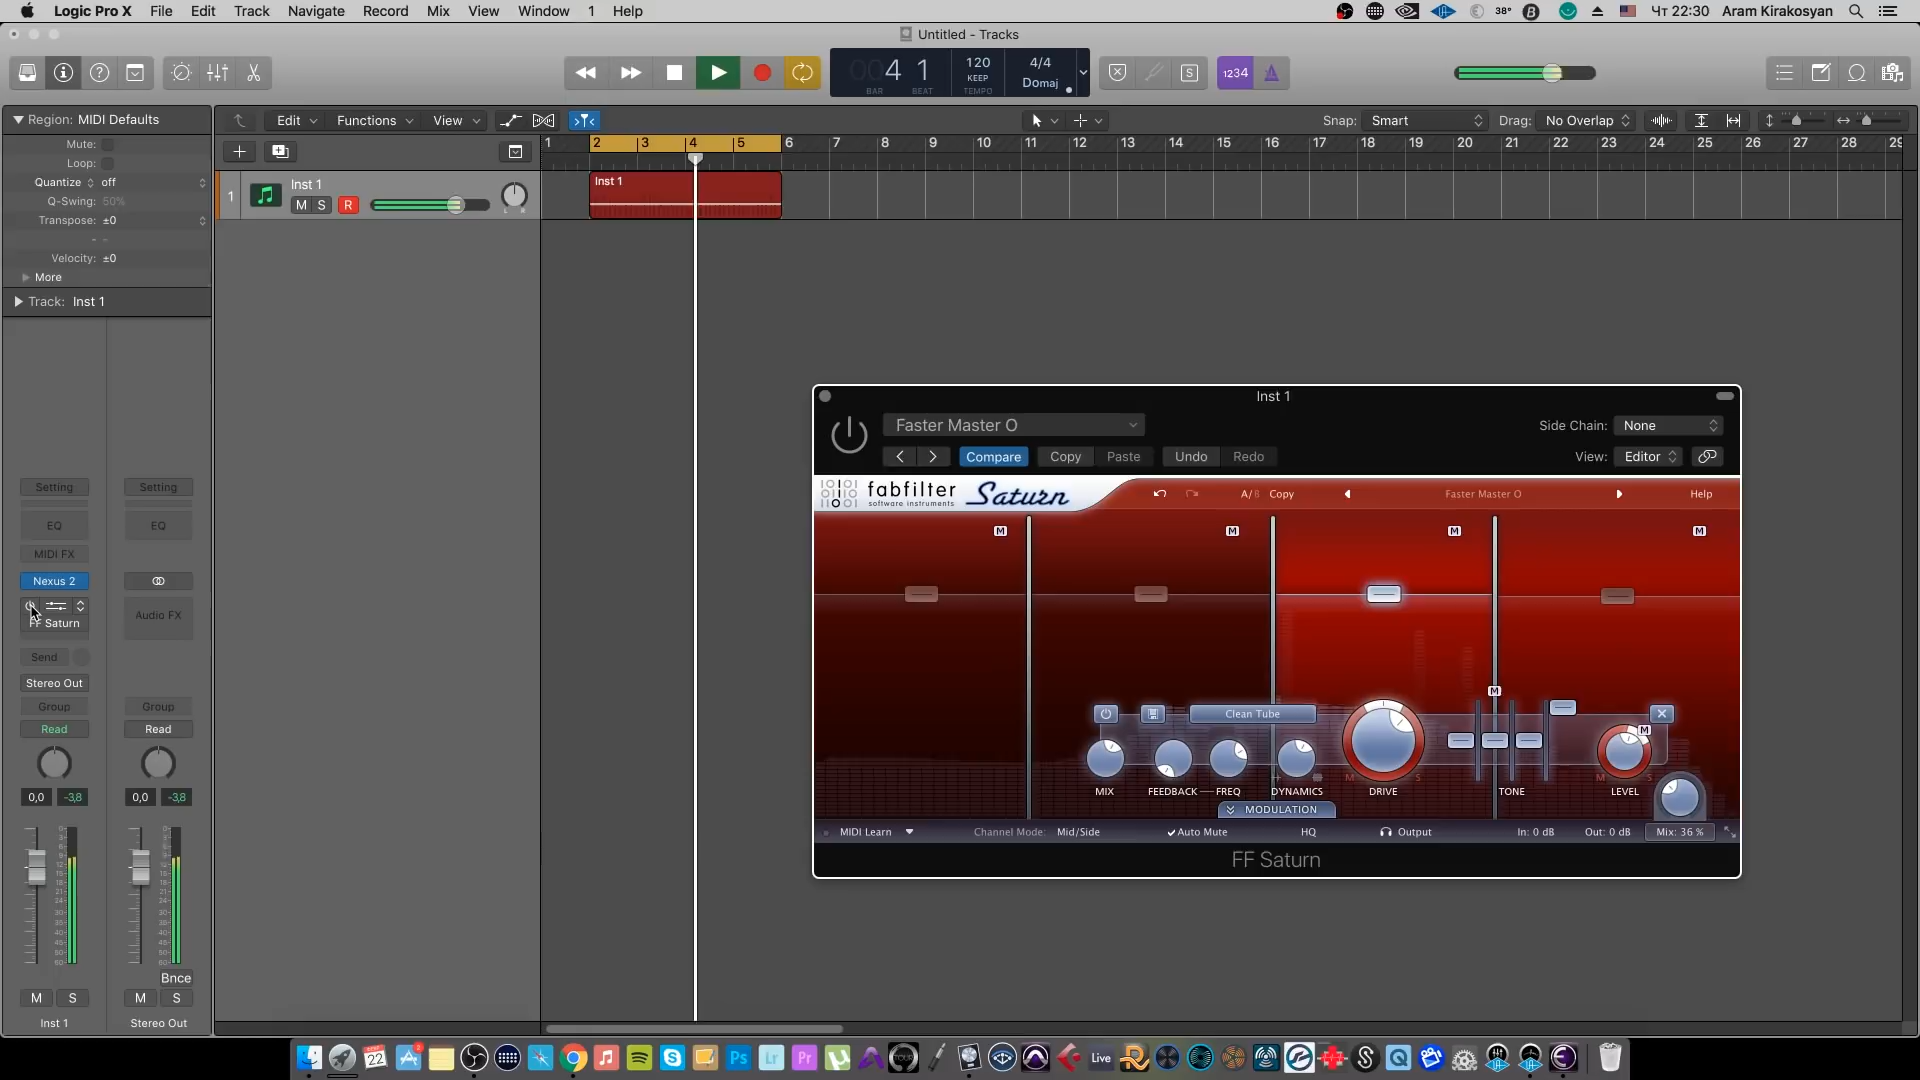 Logic Pro X File Edit Track Navigate Record Mix View Window 1 Help 38° Чт 22:30 Aram Kirakosyan
Untitled - Tracks
4 1 120 KEEP 4/4 Domaj
BAR BEAT TEMPO
S 1234
Region: MIDI Defaults
Edit Functions View Snap: Smart Drag: No Overlap
Mute:
1 2 3 4 5 6 7 8 9 10 11 12 13 14 15 16 17 18 19 20 21 22 23 24 25 26 27 28 29
Loop:
Quantize off
Q-Swing: 50%
Transpose: ±0
Velocity: ±0
More
Track: Inst 1
1 Inst 1
M S R
L R
Inst 1
Inst 1
Faster Master O Side Chain: None
Compare Copy Paste Undo Redo View: Editor
fabfilter Saturn A/B Copy Faster Master O Help
software instruments
M M M M
Setting Setting
EQ EQ
MIDI FX
Nexus 2
FF Saturn Audio FX
Send
Stereo Out
Group Group
Read Read
0,0 -3,8 0,0 -3,8
M
Clean Tube
M
M S M S
MIX FEEDBACK FREQ DYNAMICS DRIVE TONE LEVEL
MODULATION
MIDI Learn Channel Mode: Mid/Side Auto Mute HQ Output In: 0 dB Out: 0 dB Mix: 36 %
FF Saturn
Bnce
M S M S
Inst 1 Stereo Out
22 Ps Lr Pr Live